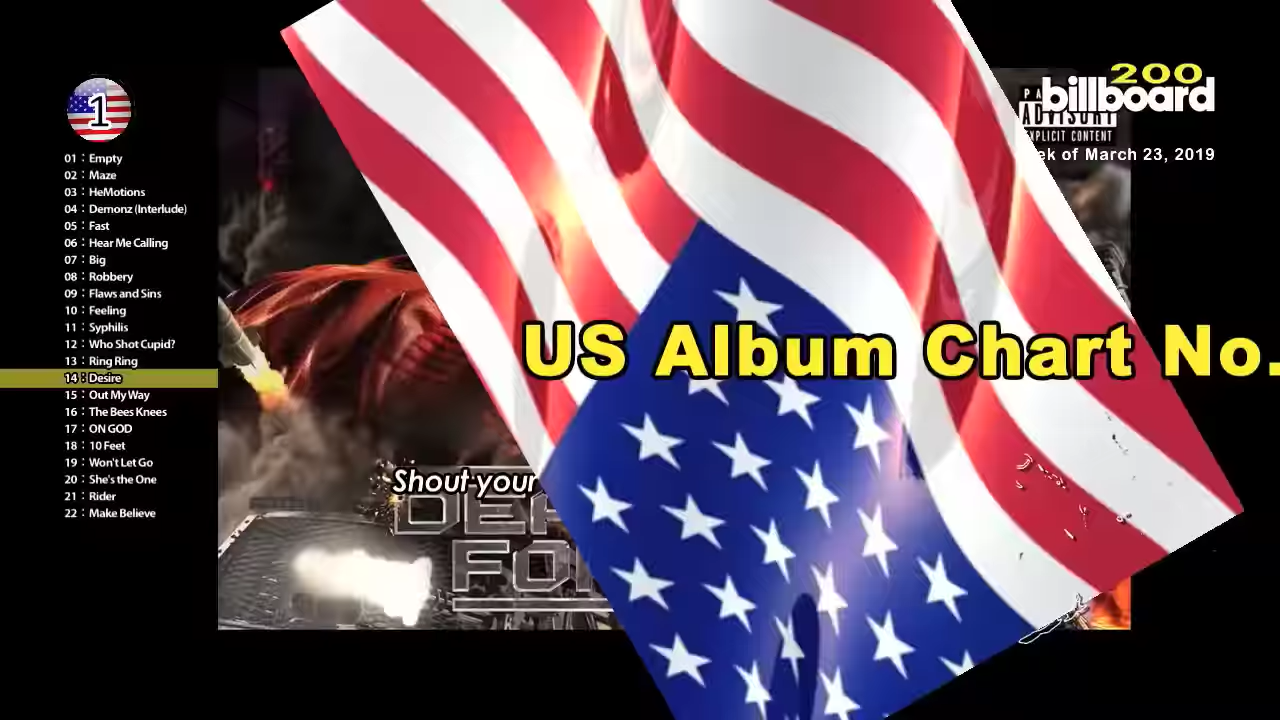 1
01 : Empty
02 : Maze
03 : HeMotions
04 : Demonz (Interlude)
05 : Fast
06 : Hear Me Calling
07 : Big
08 : Robbery
09 : Flaws and Sins
10 : Feeling
11 : Syphilis
12 : Who Shot Cupid?
13 : Ring Ring
14 : Desire
15 : Out My Way
16 : The Bees Knees
17 : ON GOD
18 : 10 Feet
19 : Won't Let Go
20 : She's the One
21 : Rider
22 : Make Believe
200
billboard
ADVISORY
EXPLICIT CONTENT
of March 23, 2019
US Album Chart No.
Shout your